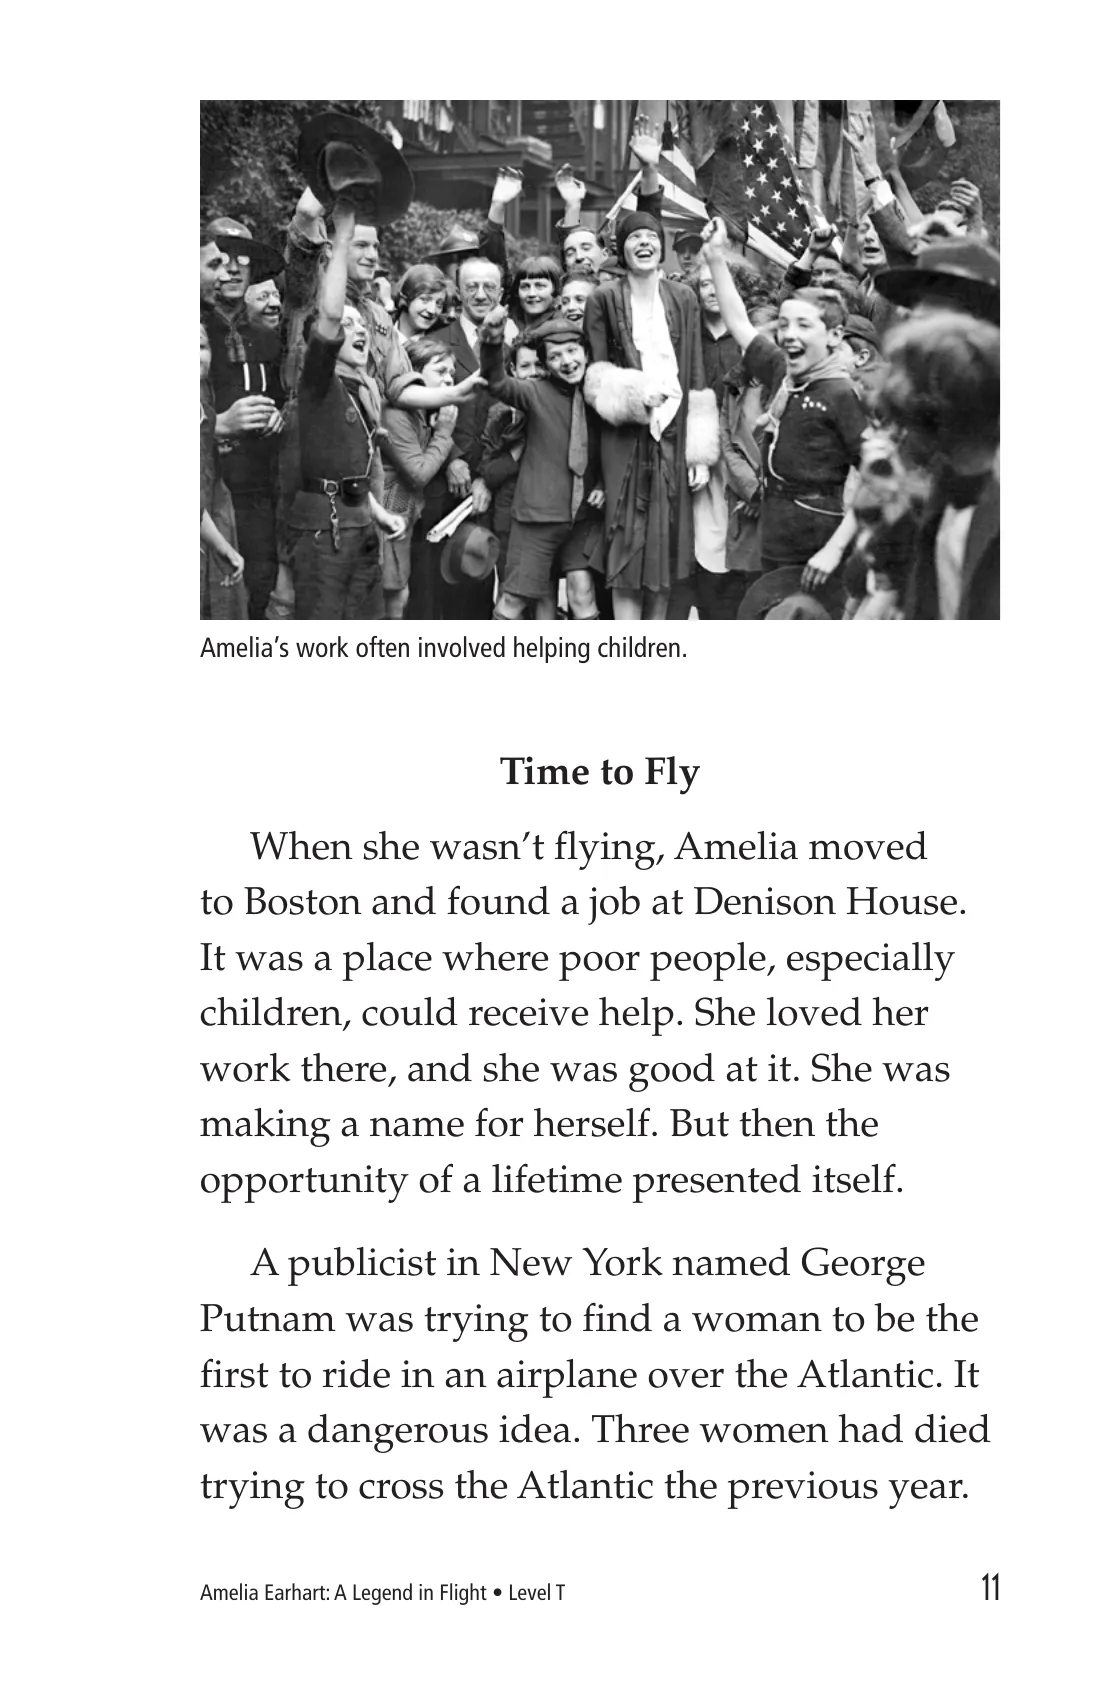 Amelia’s work often involved helping children.
Time to Fly
When she wasn’t flying, Amelia moved
to Boston and found a job at Denison House.
It was a place where poor people, especially
children, could receive help. She loved her
work there, and she was good at it. She was
making a name for herself. But then the
opportunity of a lifetime presented itself.
A publicist in New York named George
Putnam was trying to find a woman to be the
first to ride in an airplane over the Atlantic. It
was a dangerous idea. Three women had died
trying to cross the Atlantic the previous year.
Amelia Earhart: A Legend in Flight • Level T
11